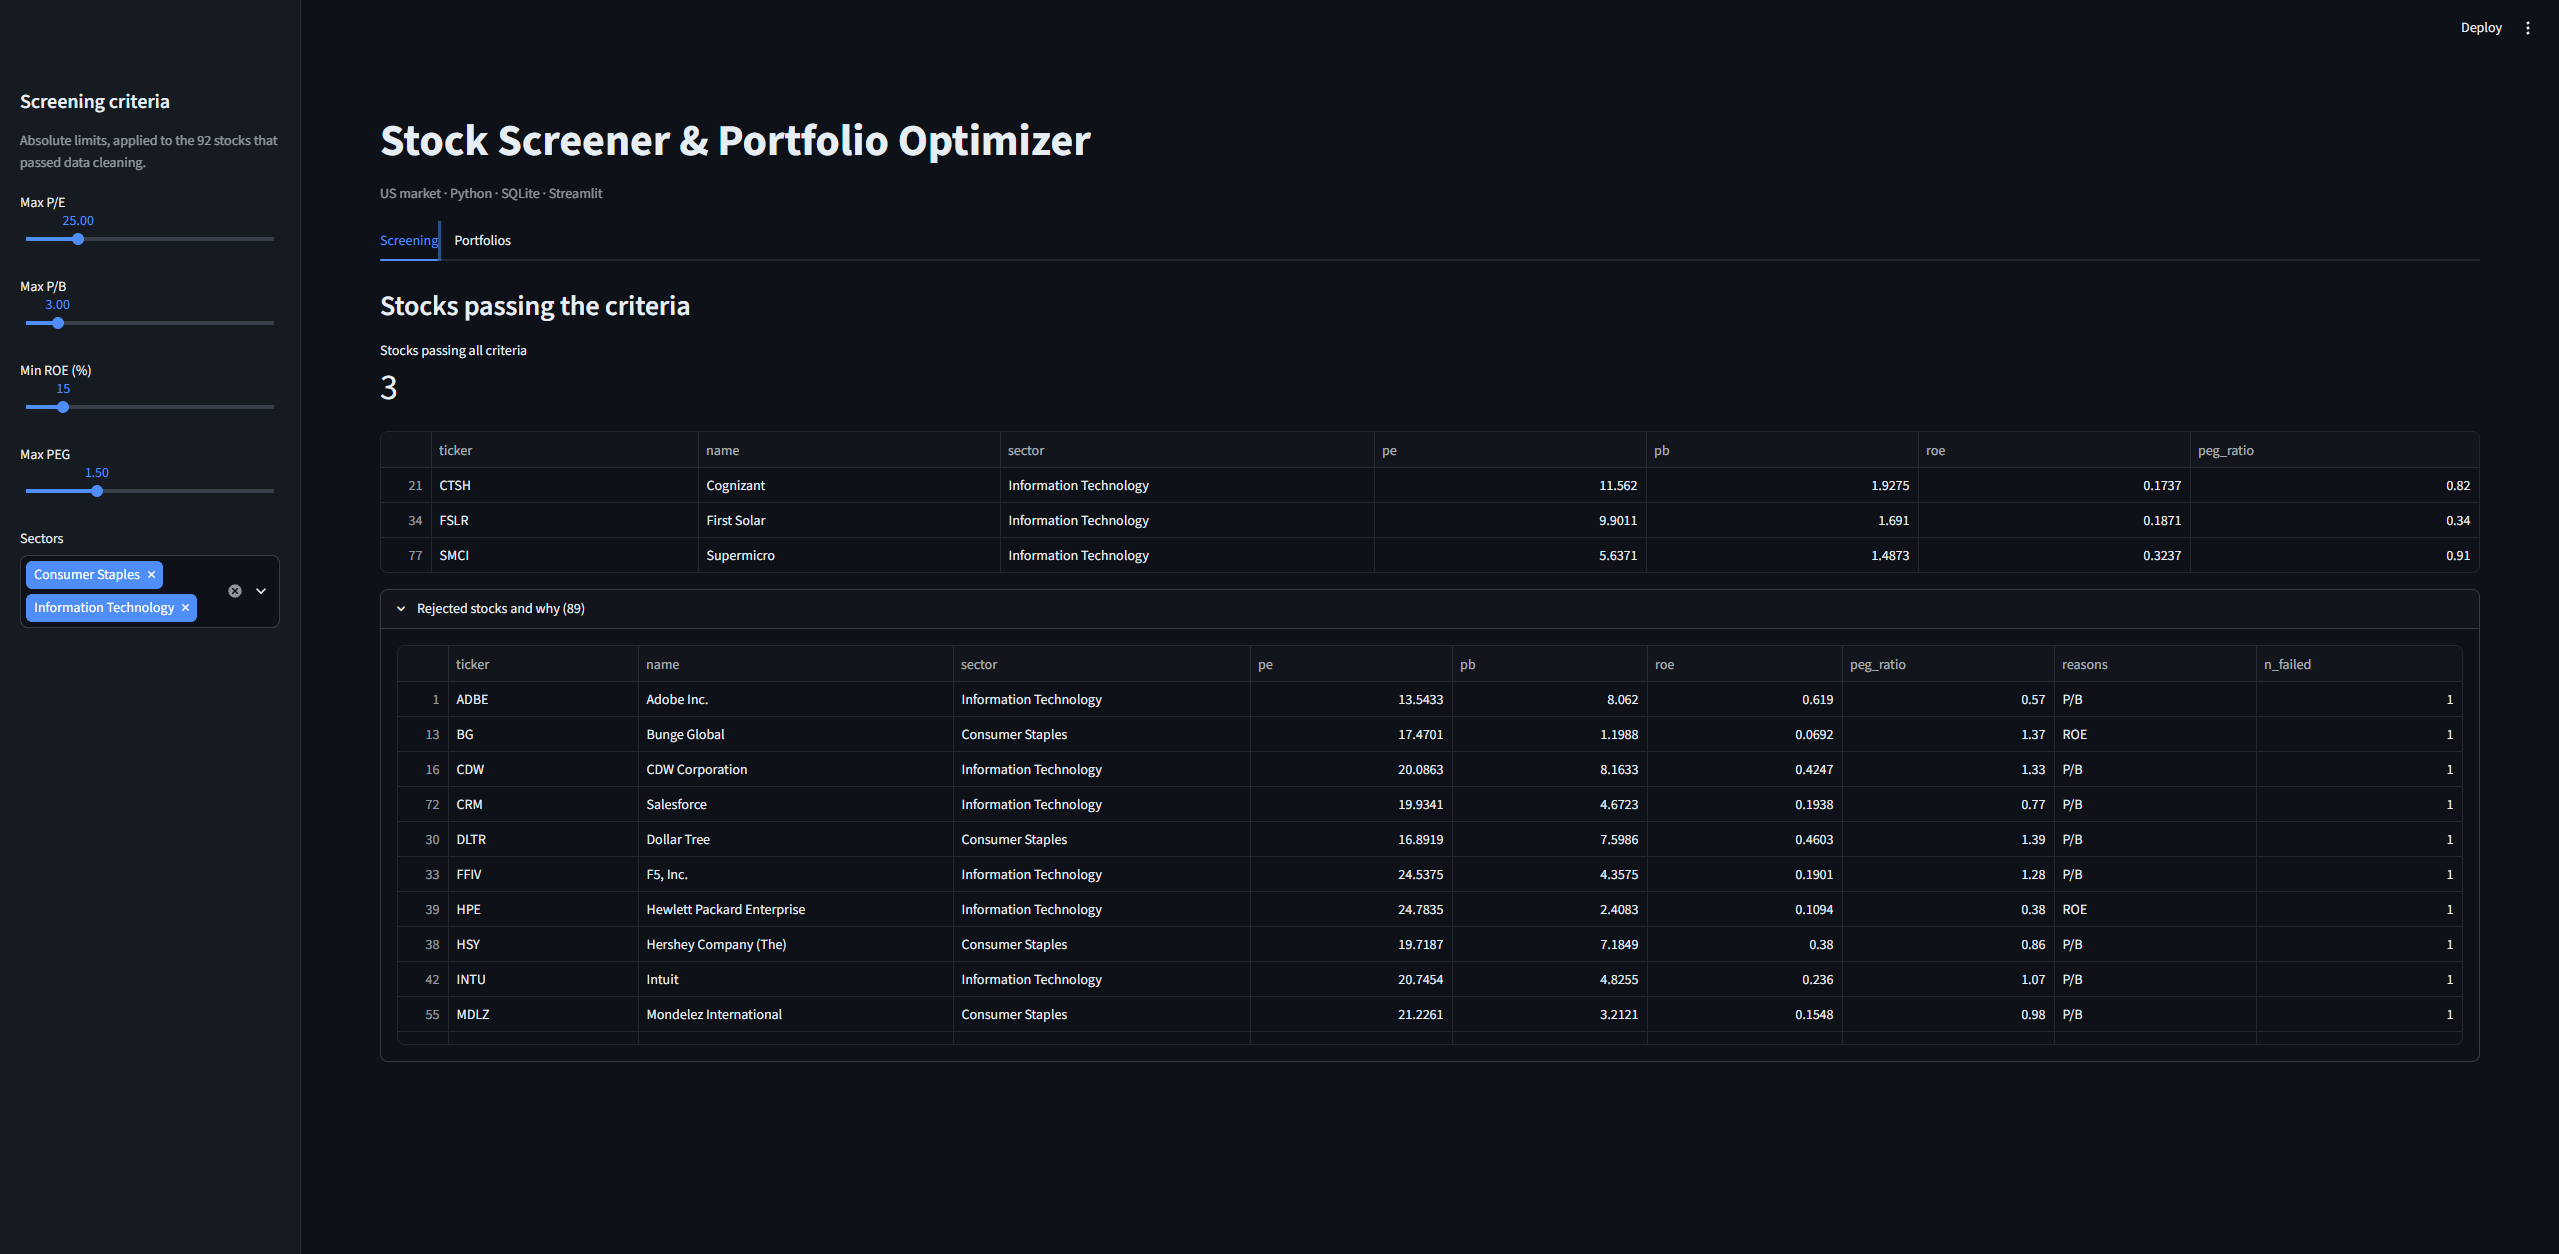 Deploy
Screening criteria
Absolute limits, applied to the 92 stocks that
passed data cleaning.
Max P/E
25.00
Max P/B
3.00
Min ROE (%)
15
Max PEG
1.50
Sectors
Consumer Staples
Information Technology
Stock Screener & Portfolio Optimizer
US market · Python · SQLite · Streamlit
Screening Portfolios
Stocks passing the criteria
Stocks passing all criteria
3
ticker name sector pe pb roe peg_ratio
21 CTSH Cognizant Information Technology 11.562 1.9275 0.1737 0.82
34 FSLR First Solar Information Technology 9.9011 1.691 0.1871 0.34
77 SMCI Supermicro Information Technology 5.6371 1.4873 0.3237 0.91
Rejected stocks and why (89)
ticker name sector pe pb roe peg_ratio reasons n_failed
1 ADBE Adobe Inc. Information Technology 13.5433 8.062 0.619 0.57 P/B 1
13 BG Bunge Global Consumer Staples 17.4701 1.1988 0.0692 1.37 ROE 1
16 CDW CDW Corporation Information Technology 20.0863 8.1633 0.4247 1.33 P/B 1
72 CRM Salesforce Information Technology 19.9341 4.6723 0.1938 0.77 P/B 1
30 DLTR Dollar Tree Consumer Staples 16.8919 7.5986 0.4603 1.39 P/B 1
33 FFIV F5, Inc. Information Technology 24.5375 4.3575 0.1901 1.28 P/B 1
39 HPE Hewlett Packard Enterprise Information Technology 24.7835 2.4083 0.1094 0.38 ROE 1
38 HSY Hershey Company (The) Consumer Staples 19.7187 7.1849 0.38 0.86 P/B 1
42 INTU Intuit Information Technology 20.7454 4.8255 0.236 1.07 P/B 1
55 MDLZ Mondelez International Consumer Staples 21.2261 3.2121 0.1548 0.98 P/B 1